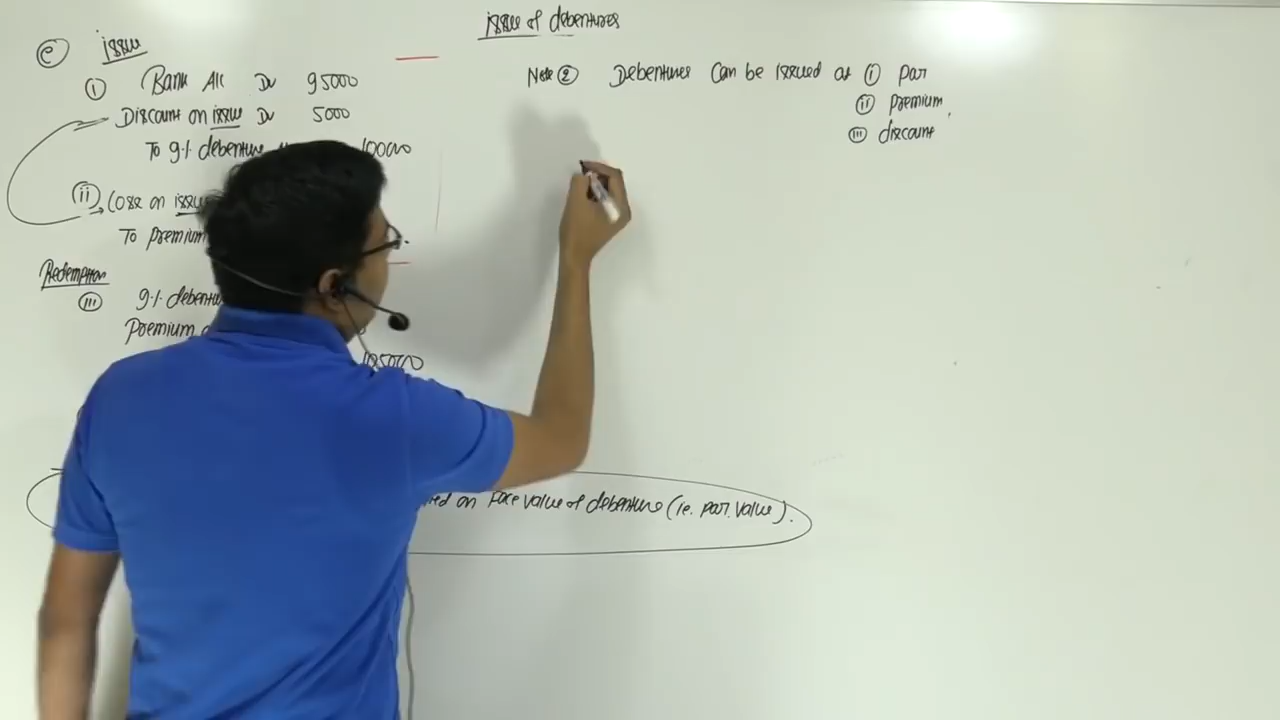 issue of debentures
(e) issue
(i) Bank A/c Dr 95000
Discount on issue Dr 5000
To 9% debenture 100000
(ii) Loss on issue
To premium
Redemption
(iii) 9% debentu
Premium
105000
on Face value of debenture (ie. par value).
Note (2) Debentures Can be issued at (i) par
(ii) premium
(iii) discount